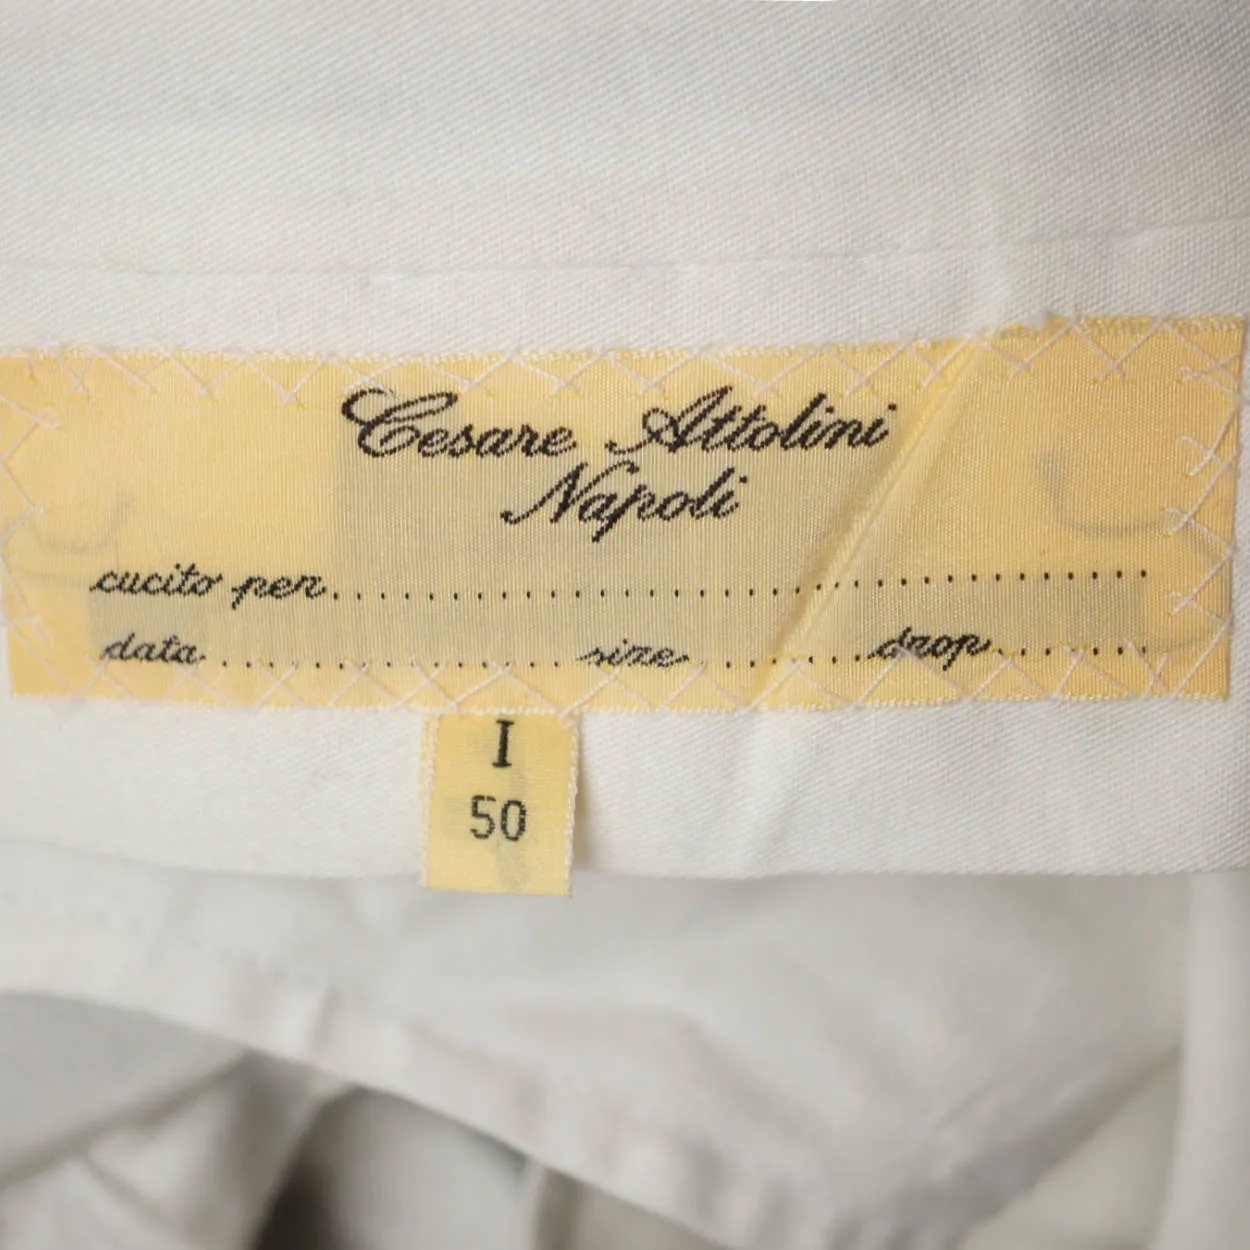 Cesare Attolini
Napoli
cucito per..............................
data....................size..........drop..........
I
50